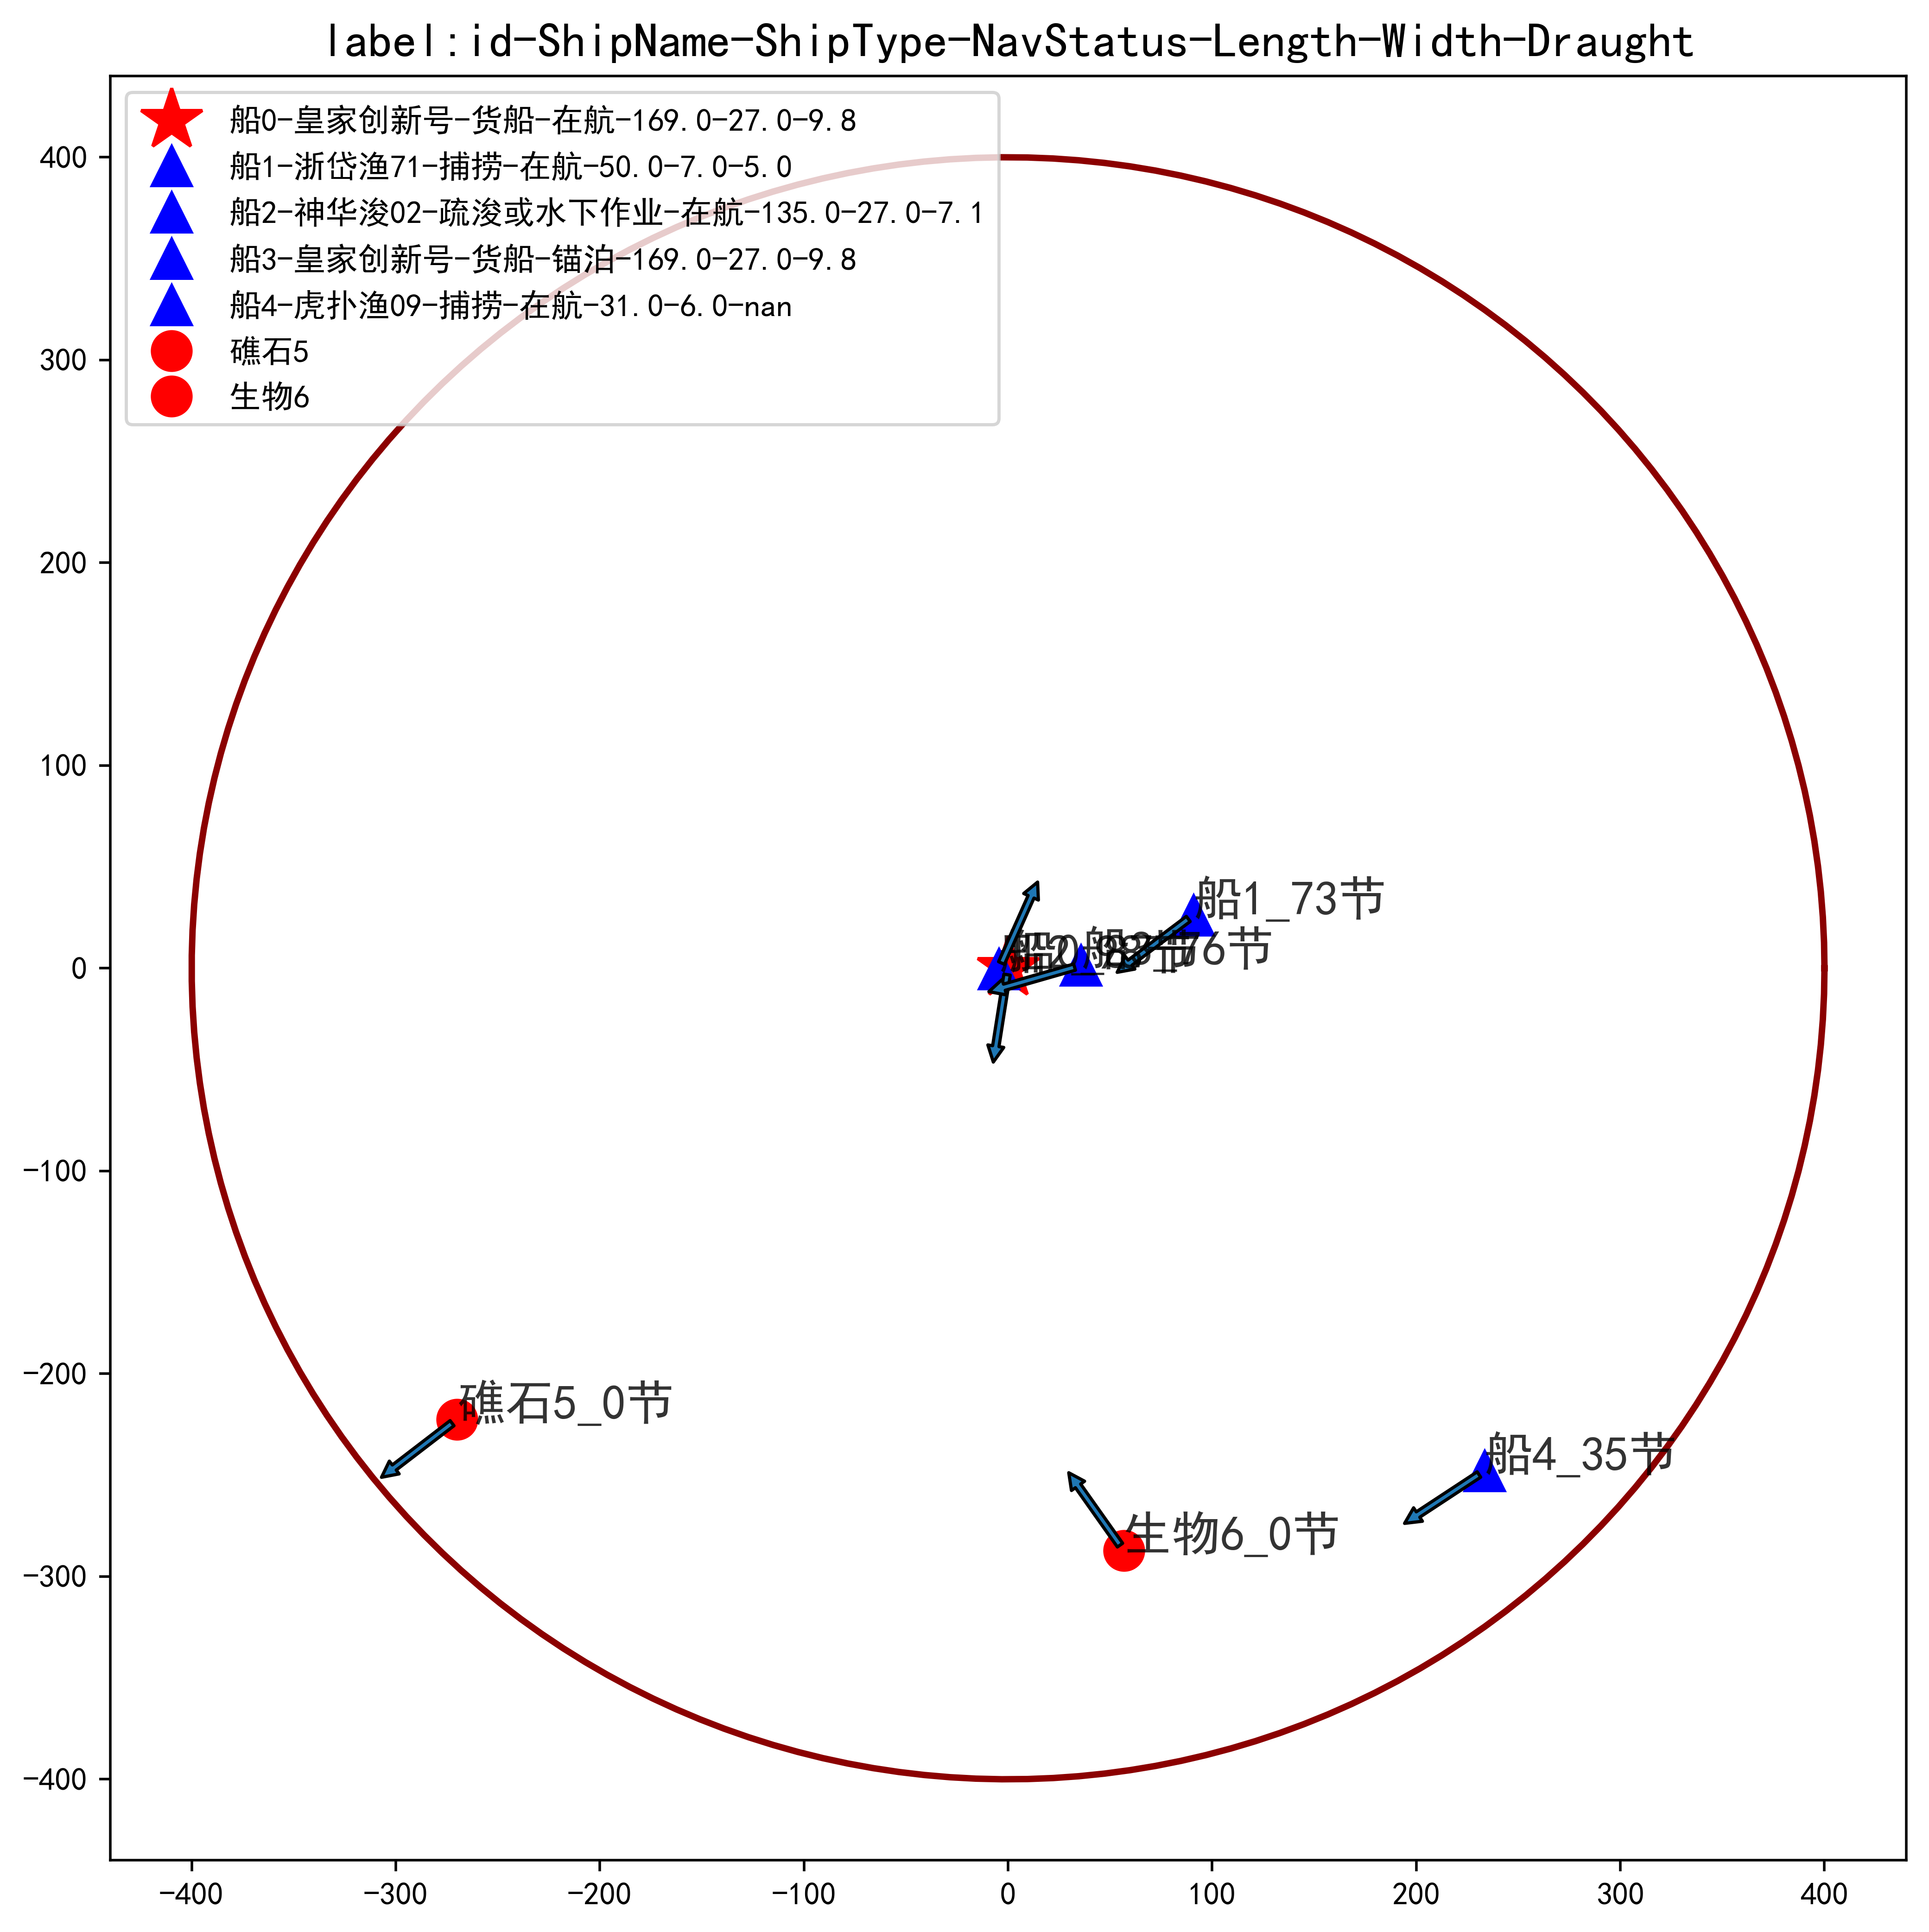 label:id-ShipName-ShipType-NavStatus-Length-Width-Draught
船0-皇家创新号-货船-在航-169.0-27.0-9.8
船1-浙岱渔71-捕捞-在航-50.0-7.0-5.0
船2-神华浚02-疏浚或水下作业-在航-135.0-27.0-7.1
船3-皇家创新号-货船-锚泊-169.0-27.0-9.8
船4-虎扑渔09-捕捞-在航-31.0-6.0-nan
礁石5
生物6
400
300
200
100
0
-100
-200
-300
-400
船1_73节
76节
礁石5_0节
船4_35节
生物6_0节
-400 -300 -200 -100 0 100 200 300 400